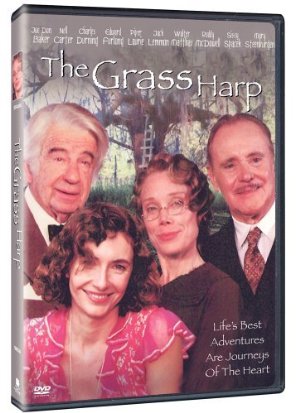 Joe Don Baker Nell Carter Charles Durning Edward Furlong Piper Laurie Jack Lemmon Walter Matthau Roddy McDowall Sissy Spacek Mary Steenburgen
The Grass Harp
The Grass Harp
Life's Best
Adventures
Are Journeys
Of The Heart
DVD